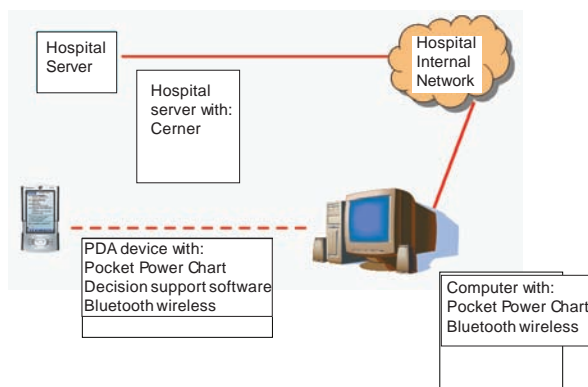 Hospital
Server
Hospital
Internal
Network
Hospital
server with:
Cerner
PDA device with:
Pocket Power Chart
Decision support software
Bluetooth wireless
Computer with:
Pocket Power Chart
Bluetooth wireless